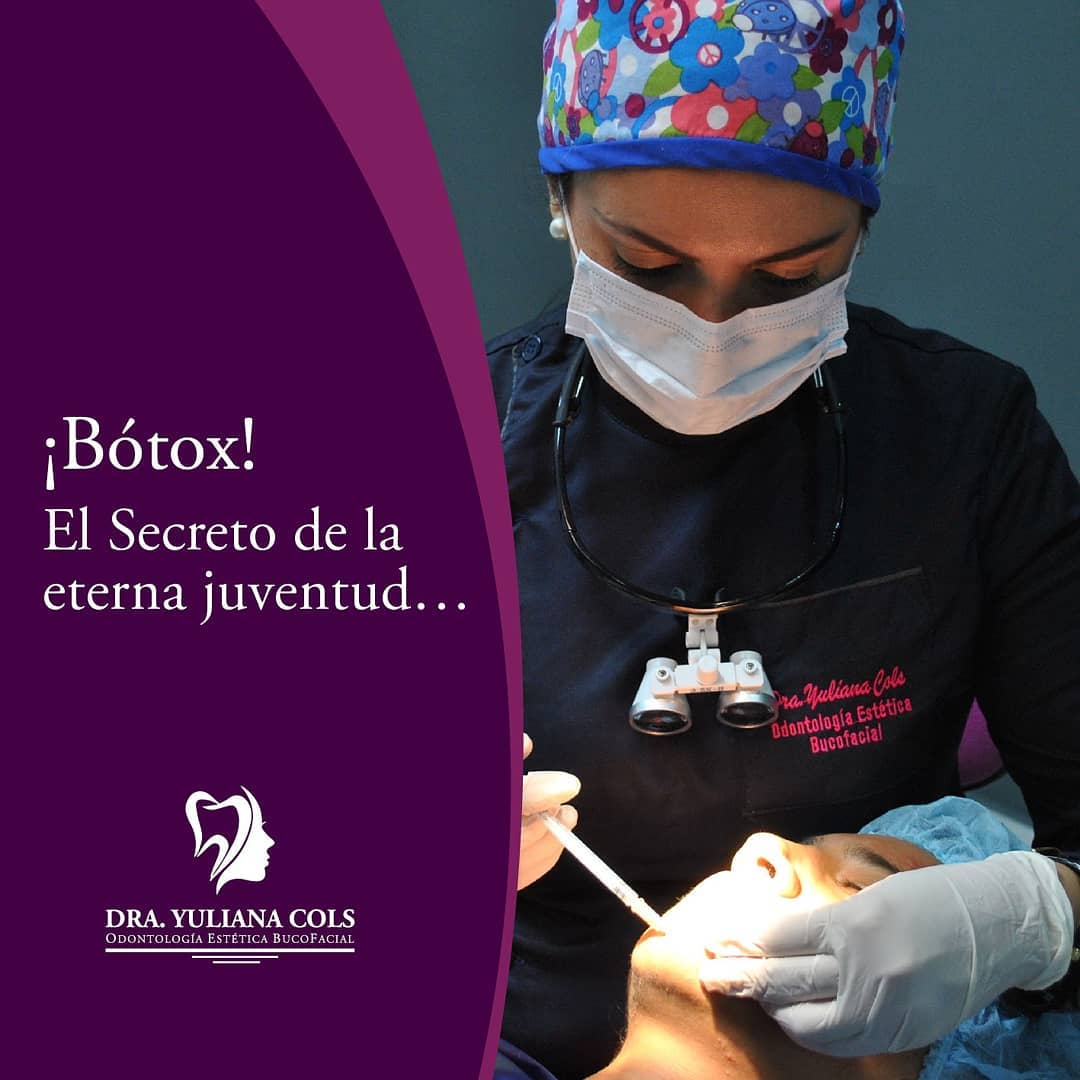 ¡Bótox!
El Secreto de la
eterna juventud...
DRA. YULIANA COLS
ODONTOLOGÍA ESTÉTICA BUCOFACIAL
Dra. Yuliana Cols
Odontología Estética
Bucofacial